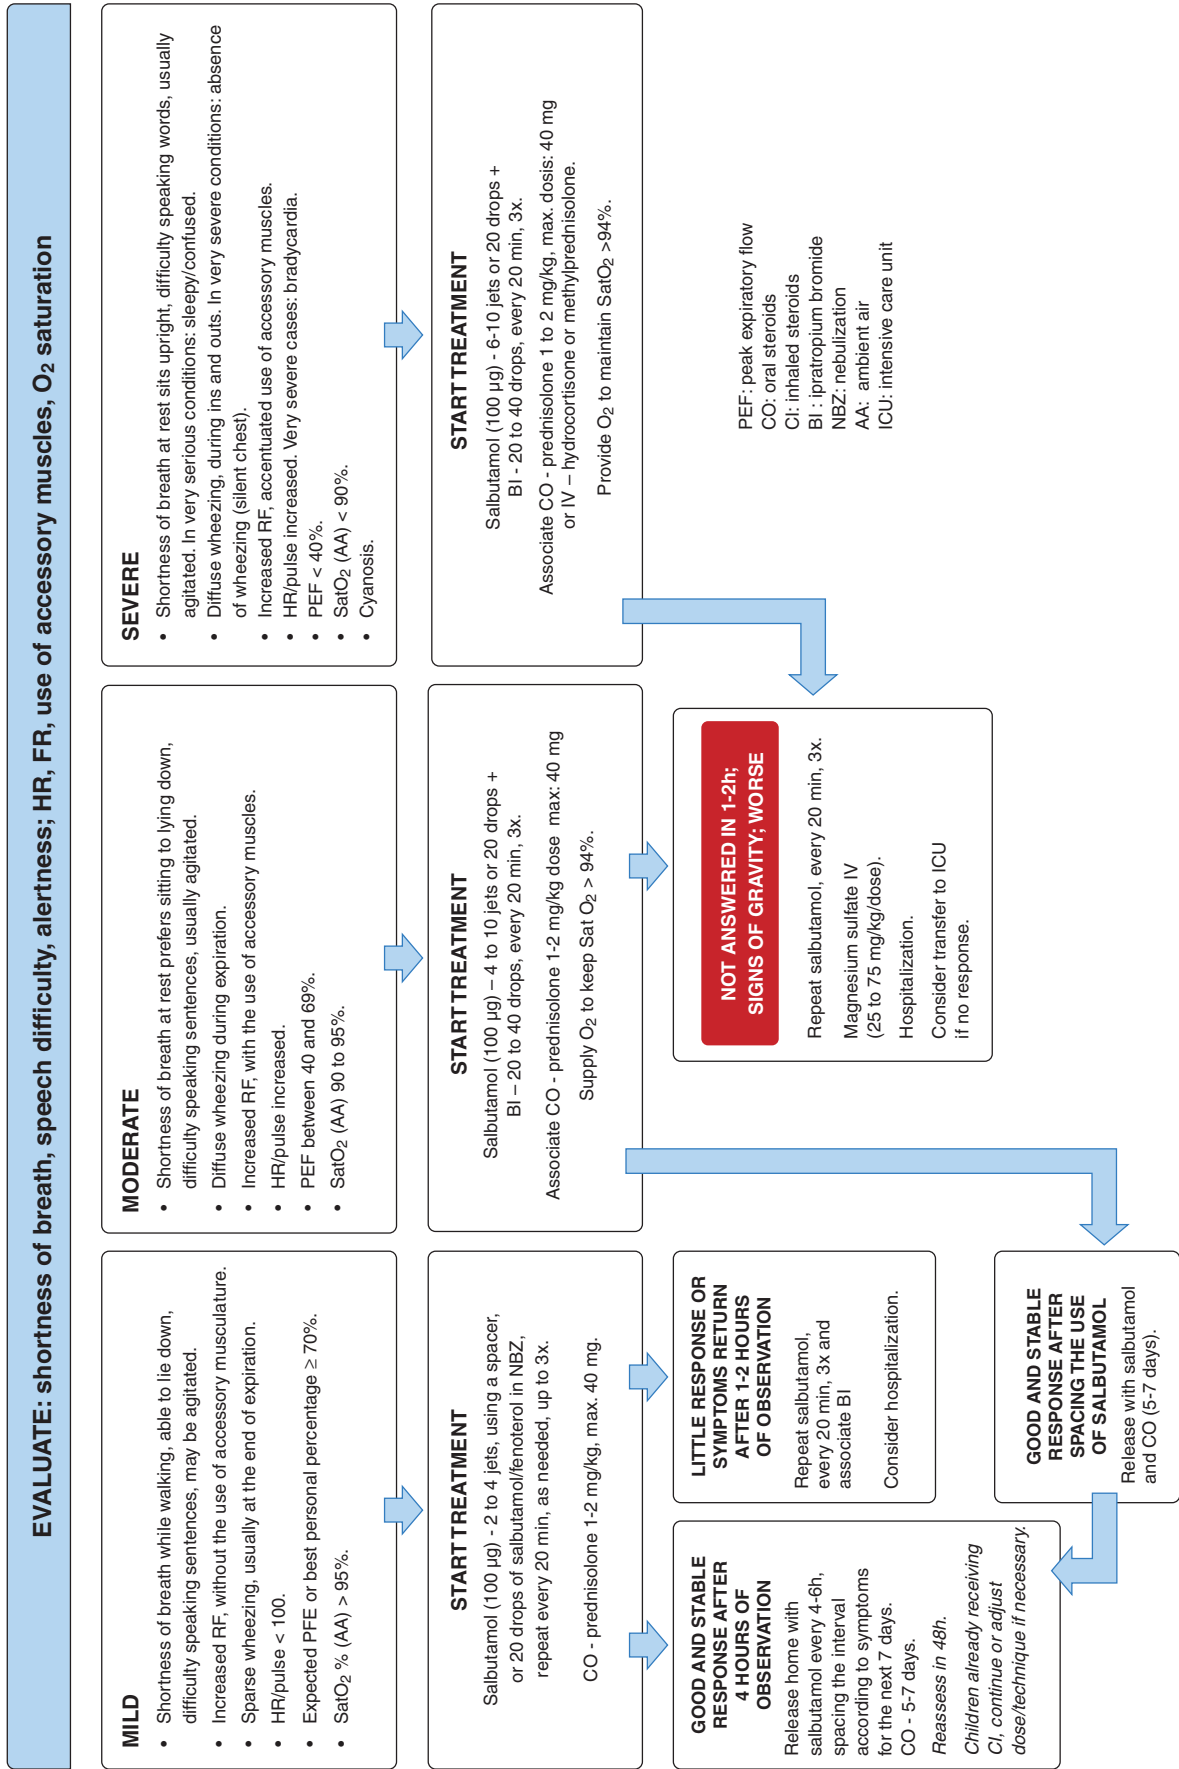 EVALUATE: shortness of breath, speech difficulty, alertness; HR, FR, use of accessory muscles, O2 saturation
MILD
• Shortness of breath while walking, able to lie down,
difficulty speaking sentences, may be agitated.
• Increased RF, without the use of accessory musculature.
• Sparse wheezing, usually at the end of expiration.
• HR/pulse < 100.
• Expected PFE or best personal percentage ≥ 70%.
• SatO2 % (AA) > 95%.
MODERATE
• Shortness of breath at rest prefers sitting to lying down,
difficulty speaking sentences, usually agitated.
• Diffuse wheezing during expiration.
• Increased RF, with the use of accessory muscles.
• HR/pulse increased.
• PEF between 40 and 69%.
• SatO2 (AA) 90 to 95%.
SEVERE
• Shortness of breath at rest sits upright, difficulty speaking words, usually
agitated. In very serious conditions: sleepy/confused.
• Diffuse wheezing, during ins and outs. In very severe conditions: absence
of wheezing (silent chest).
• Increased RF, accentuated use of accessory muscles.
• HR/pulse increased. Very severe cases: bradycardia.
• PEF < 40%.
• SatO2 (AA) < 90%.
• Cyanosis.
START TREATMENT
Salbutamol (100 µg) - 2 to 4 jets, using a spacer,
or 20 drops of salbutamol/fenoterol in NBZ,
repeat every 20 min, as needed, up to 3x.
CO - prednisolone 1-2 mg/kg, max. 40 mg.
START TREATMENT
Salbutamol (100 µg) – 4 to 10 jets or 20 drops +
BI – 20 to 40 drops, every 20 min, 3x.
Associate CO - prednisolone 1-2 mg/kg dose max: 40 mg
Supply O2 to keep Sat O2 > 94%.
START TREATMENT
Salbutamol (100 µg) - 6-10 jets or 20 drops +
BI - 20 to 40 drops, every 20 min, 3x.
Associate CO - prednisolone 1 to 2 mg/kg, max. dosis: 40 mg
or IV – hydrocortisone or methylprednisolone.
Provide O2 to maintain SatO2 >94%.
GOOD AND STABLE
RESPONSE AFTER
4 HOURS OF
OBSERVATION
Release home with
salbutamol every 4-6h,
spacing the interval
according to symptoms
for the next 7 days.
CO - 5-7 days.
Reassess in 48h.
Children already receiving
CI, continue or adjust
dose/technique if necessary.
LITTLE RESPONSE OR
SYMPTOMS RETURN
AFTER 1-2 HOURS
OF OBSERVATION
Repeat salbutamol,
every 20 min, 3x and
associate BI
Consider hospitalization.
GOOD AND STABLE
RESPONSE AFTER
SPACING THE USE
OF SALBUTAMOL
Release with salbutamol
and CO (5-7 days).
NOT ANSWERED IN 1-2h;
SIGNS OF GRAVITY; WORSE
Repeat salbutamol, every 20 min, 3x.
Magnesium sulfate IV
(25 to 75 mg/kg/dose).
Hospitalization.
Consider transfer to ICU
if no response.
PEF: peak expiratory flow
CO: oral steroids
CI: inhaled steroids
BI : ipratropium bromide
NBZ: nebulization
AA: ambient air
ICU: intensive care unit